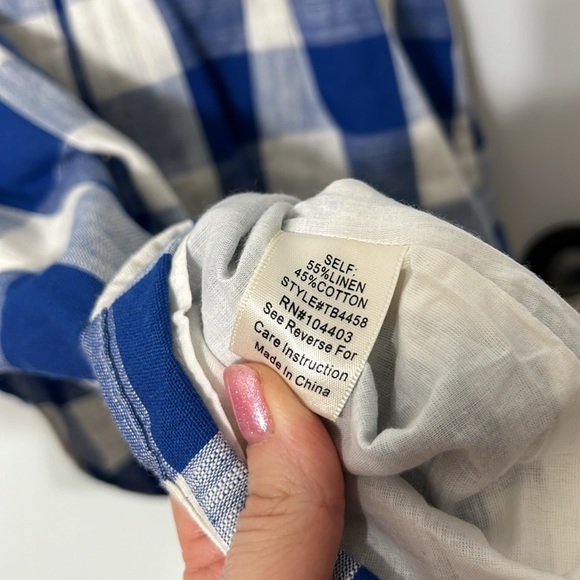 SELF:
55%LINEN
45%COTTON
STYLE#TB4458
RN#104403
See Reverse For
Care Instruction
Made In China